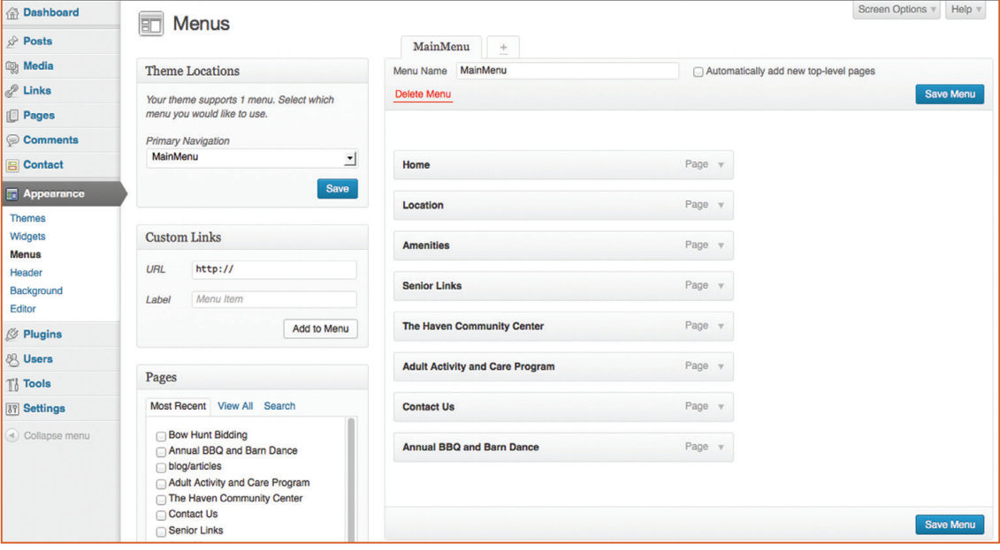 Dashboard
Posts
Media
Links
Pages
Comments
Contact
Appearance
Themes
Widgets
Menus
Header
Background
Editor
Plugins
Users
Tools
Settings
Collapse menu
Screen Options
Help
Menus
Theme Locations
Your theme supports 1 menu. Select which
menu you would like to use.
Primary Navigation
MainMenu
Save
Custom Links
URL http://
Label Menu Item
Add to Menu
Pages
Most Recent View All Search
Bow Hunt Bidding
Annual BBQ and Barn Dance
blog/articles
Adult Activity and Care Program
The Haven Community Center
Contact Us
Senior Links
MainMenu +
Menu Name MainMenu Automatically add new top-level pages
Delete Menu Save Menu
Home Page
Location Page
Amenities Page
Senior Links Page
The Haven Community Center Page
Adult Activity and Care Program Page
Contact Us Page
Annual BBQ and Barn Dance Page
Save Menu